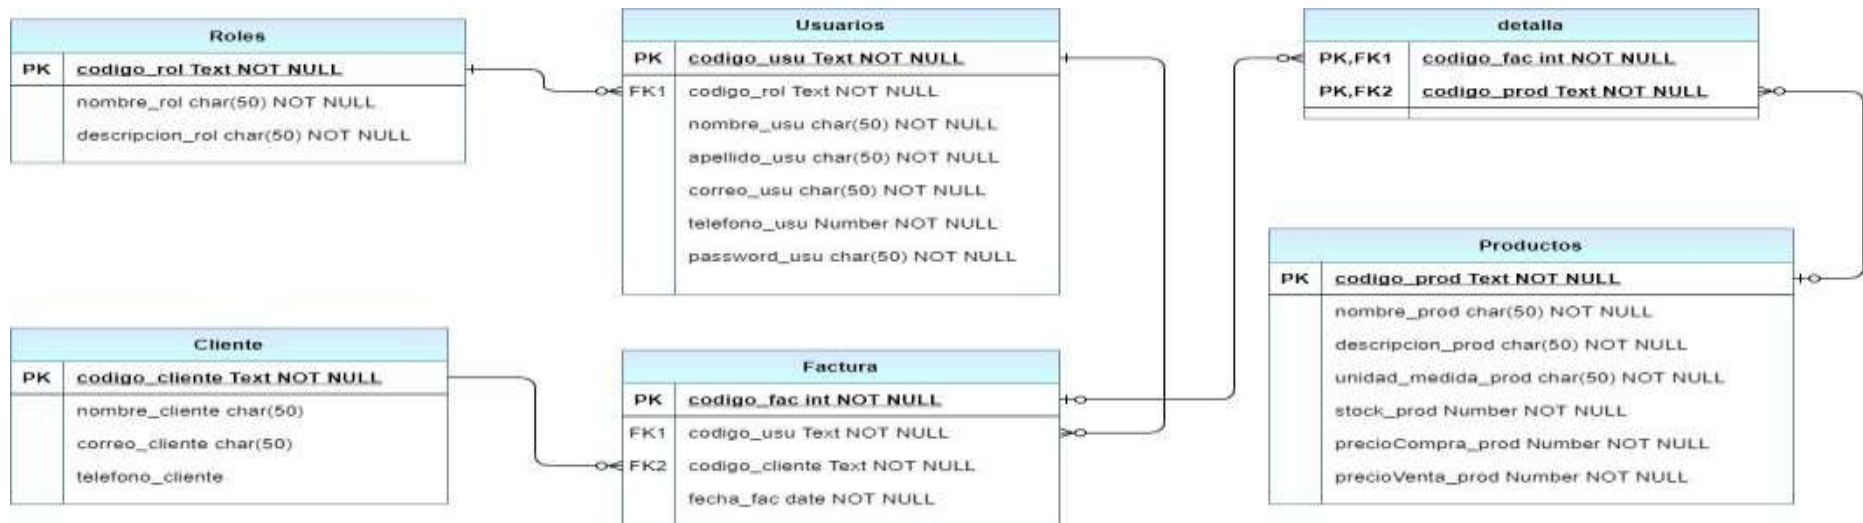 Roles
PK codigo_rol Text NOT NULL
nombre_rol char(50) NOT NULL
descripcion_rol char(50) NOT NULL
Usuarios
PK codigo_usu Text NOT NULL
FK1 codigo_rol Text NOT NULL
nombre_usu char(50) NOT NULL
apellido_usu char(50) NOT NULL
correo_usu char(50) NOT NULL
telefono_usu Number NOT NULL
password_usu char(50) NOT NULL
detalla
PK,FK1 codigo_fac int NOT NULL
PK,FK2 codigo_prod Text NOT NULL
Cliente
PK codigo_cliente Text NOT NULL
nombre_cliente char(50)
correo_cliente char(50)
telefono_cliente
Factura
PK codigo_fac int NOT NULL
FK1 codigo_usu Text NOT NULL
FK2 codigo_cliente Text NOT NULL
fecha_fac date NOT NULL
Productos
PK codigo_prod Text NOT NULL
nombre_prod char(50) NOT NULL
descripcion_prod char(50) NOT NULL
unidad_medida_prod char(50) NOT NULL
stock_prod Number NOT NULL
precioCompra_prod Number NOT NULL
precioVenta_prod Number NOT NULL